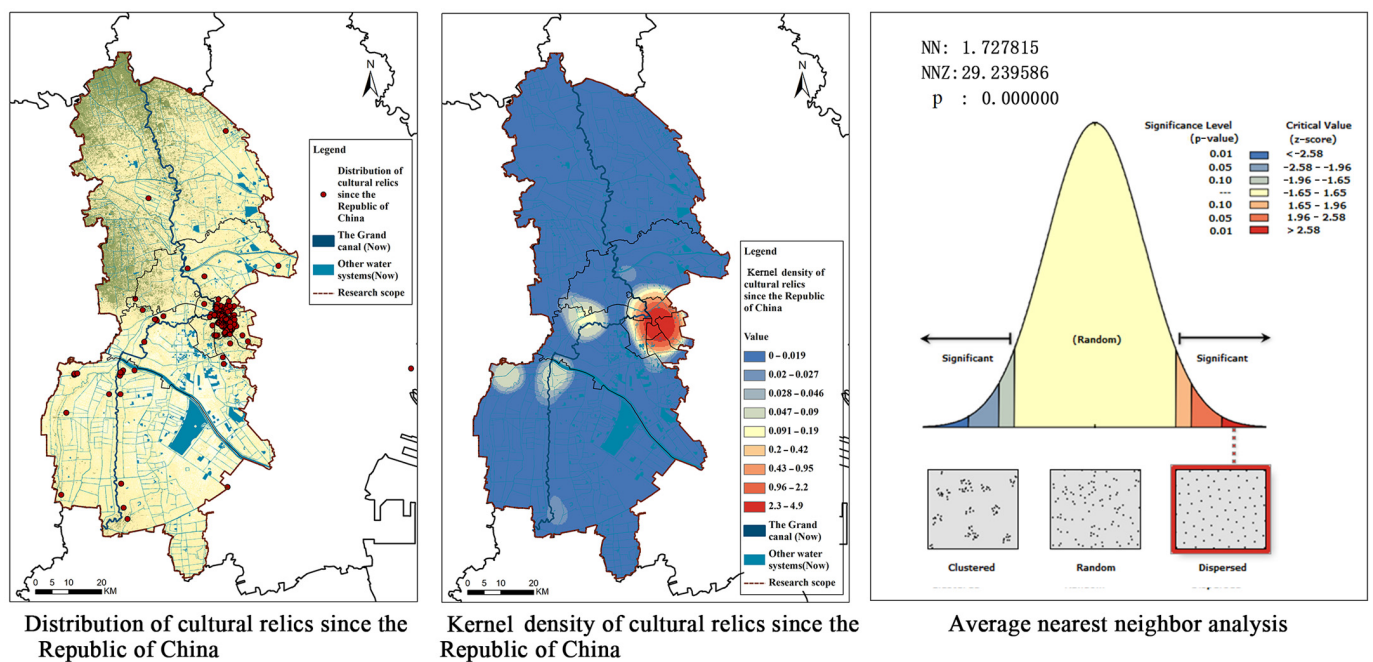 N
Legend
Distribution of
cultural relics
since the
Republic of
China
The Grand
canal (Now)
Other water
systems(Now)
Research scope
0 5 10 20
KM
Distribution of cultural relics since the
Republic of China
N
Legend
Kernel density of
cultural relics
since the Republic
of China
Value
0 – 0.019
0.02 – 0.027
0.028 – 0.046
0.047 – 0.09
0.091 – 0.19
0.2 – 0.42
0.43 – 0.95
0.96 – 2.2
2.3 – 4.9
The Grand
canal (Now)
Other water
systems(Now)
Research scope
0 5 10 20
KM
Kernel density of cultural relics since the
Republic of China
NN: 1.727815
NNZ:29.239586
p : 0.000000
Significance Level
(p-value)
Critical Value
(z-score)
0.01 <-2.58
0.05 -2.58 - -1.96
0.10 -1.96 - -1.65
--- -1.65 - 1.65
0.10 1.65 - 1.96
0.05 1.96 - 2.58
0.01 > 2.58
(Random)
Significant
Significant
Clustered
Random
Dispersed
Average nearest neighbor analysis